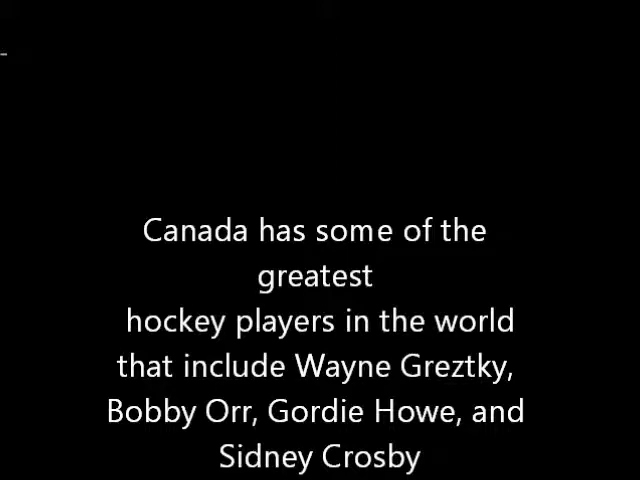 Canada has some of the
greatest
hockey players in the world
that include Wayne Greztky,
Bobby Orr, Gordie Howe, and
Sidney Crosby